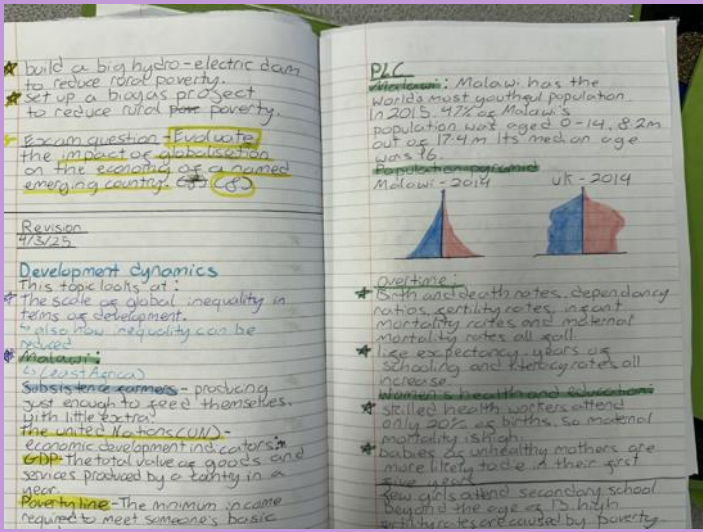 build a big hydro-electric dam
to reduce rural poverty.
set up a biogas project
to reduce rural poverty.
Exam question - Evaluate
the impact of globalisation
on the economy of a named
emerging country. (8)
Revision
4/3/25
Development dynamics
This topic looks at:
The scale of global inequality in
terms of development.
↳ also how inequality can be
reduced
Malawi:
↳ (East Africa)
Subsistence farmers - producing
just enough to feed themselves.
with little extra.
The united Nations (UN) -
economic development indicators:
GDP - The total value of goods and
services produced by a contry in a
year.
Poverty line - The minimum income
required to meet someone's basic
PLC
Malawi: Malawi has the
worlds most youthful population.
In 2015, 47% of Malawi's
population was aged 0-14, 8.2m
out of 17.4m Its median age
was 16.
Population pyramid
Malawi - 2014 UK - 2014
Overtime:
Birth and death rates, dependancy
ratios, fertility rates, infant
mortality rates and maternal
mortality rates all fall.
life expectancy, years of
schooling and literacy rates all
increase.
Women's health and education:
skilled health workers attend
only 20% of births, so maternal
mortality is high.
babies of unhealthy mothers are
more likely to die in their first
five years
few girls attend secondary school
beyond the age of 13. high
fertility rates are caused by poverty